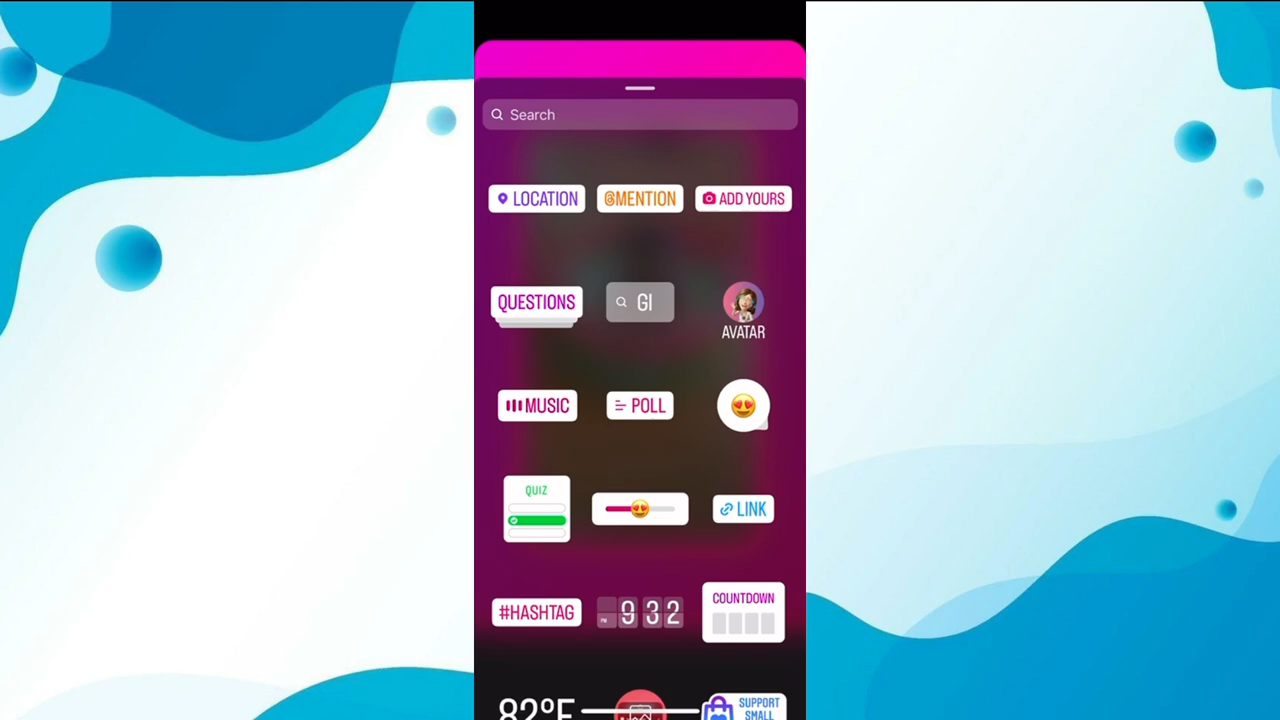 Search
LOCATION
@MENTION
ADD YOURS
QUESTIONS
GI
AVATAR
MUSIC
POLL
QUIZ
LINK
#HASHTAG
PM 9 32
COUNTDOWN
82°F
SUPPORT
SMALL